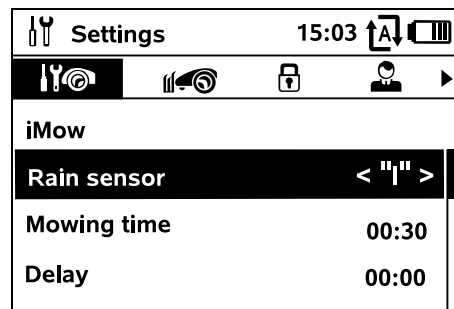 Settings 15:03 A
iMow
Rain sensor < "I" >
Mowing time 00:30
Delay 00:00